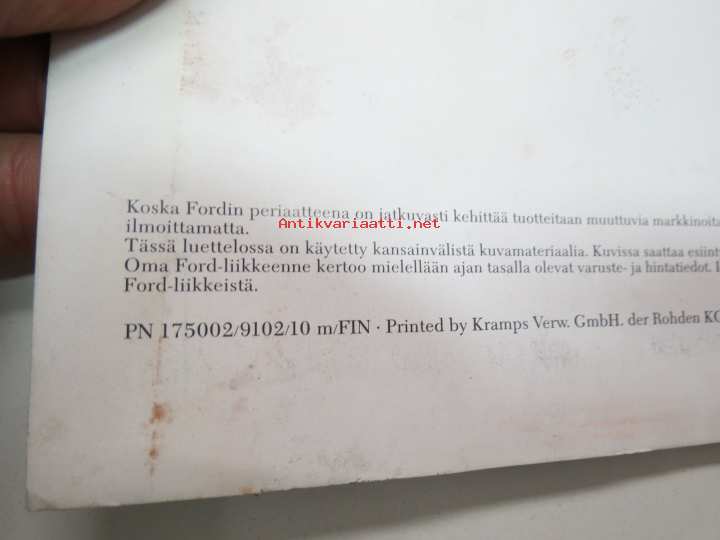 Koska Fordin periaatteena on jatkuvasti kehittää tuotteitaan muuttuvia
ilmoittamatta.
Tässä luettelossa on käytetty kansainvälistä kuvamateriaalia. Kuvissa saattaa
Oma Ford-liikkeenne kertoo mielellään ajan tasalla olevat varuste- ja hintatiedot.
Ford-liikkeistä.
PN 175002/9102/10 m/FIN · Printed by Kramps Verw. GmbH. der Rohden
Antikvariaatti.net